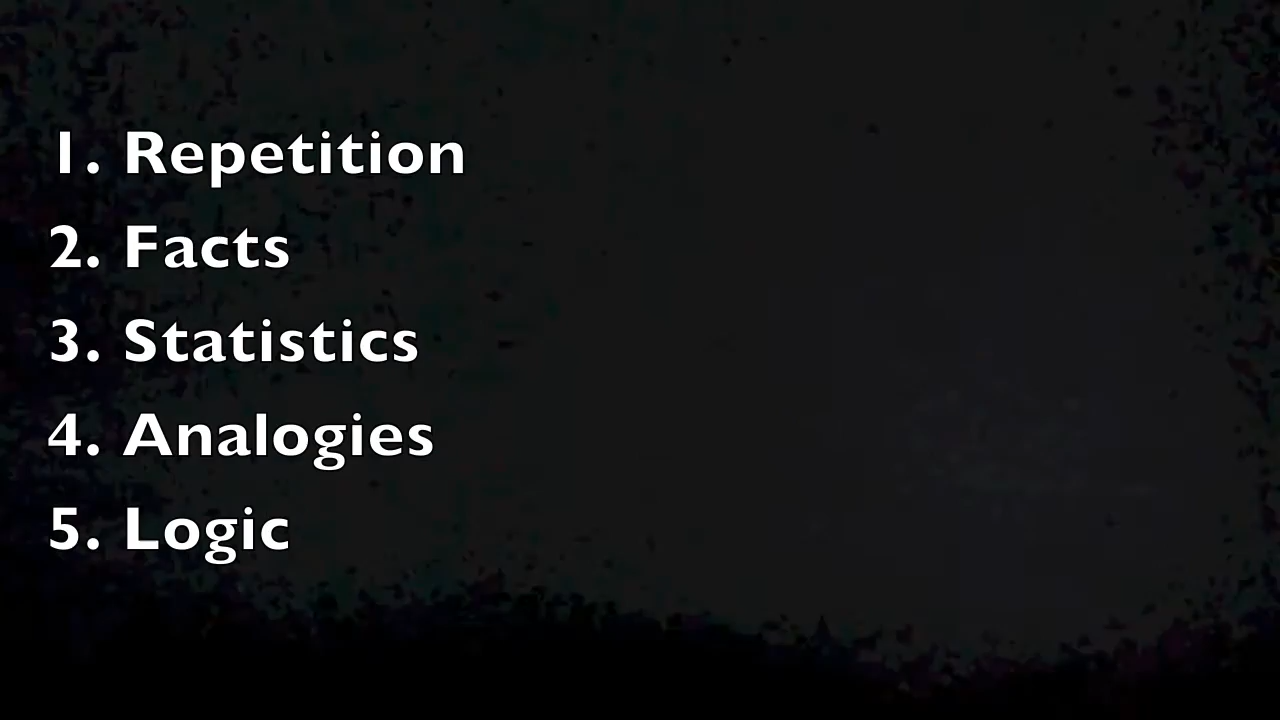 1. Repetition
2. Facts
3. Statistics
4. Analogies
5. Logic